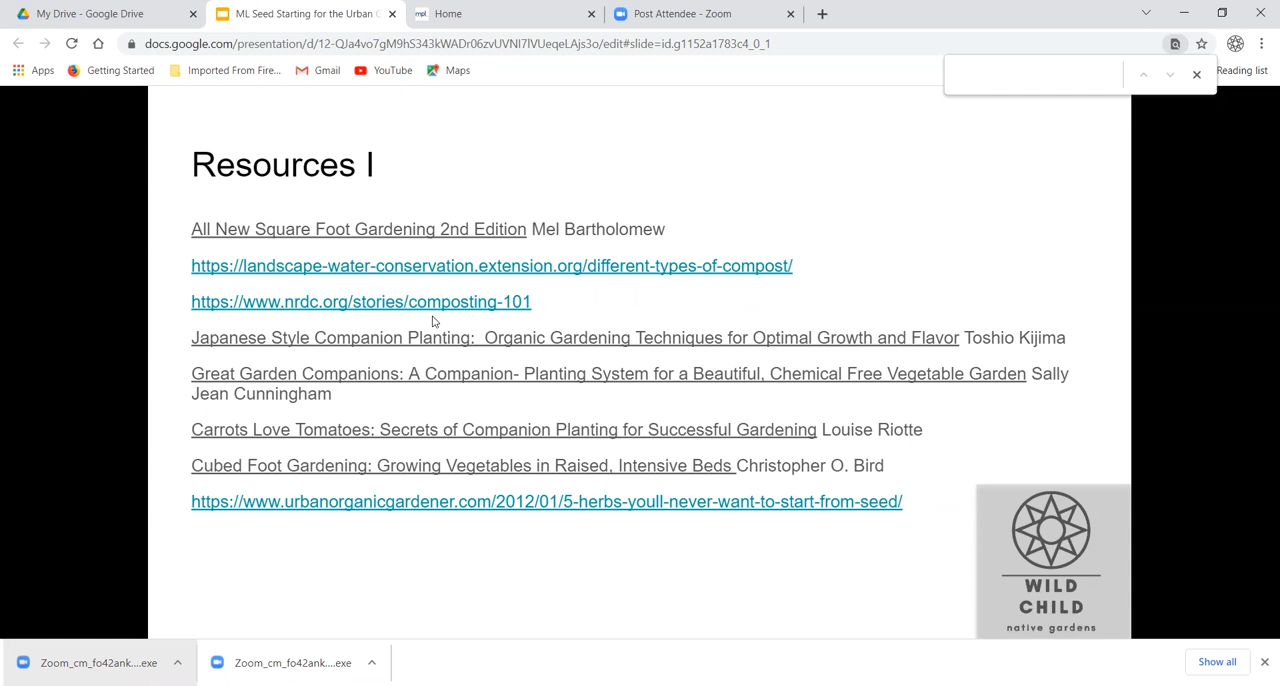 My Drive - Google Drive
ML Seed Starting for the Urban G
mpl Home
Post Attendee - Zoom
docs.google.com/presentation/d/12-QJa4vo7gM9hS343kWADr06zvUVNI7lVUeqeLAjs3o/edit#slide=id.g1152a1783c4_0_1
Apps Getting Started Imported From Fire... Gmail YouTube Maps Reading list
Resources I
All New Square Foot Gardening 2nd Edition Mel Bartholomew
https://landscape-water-conservation.extension.org/different-types-of-compost/
https://www.nrdc.org/stories/composting-101
Japanese Style Companion Planting:  Organic Gardening Techniques for Optimal Growth and Flavor Toshio Kijima
Great Garden Companions: A Companion- Planting System for a Beautiful, Chemical Free Vegetable Garden Sally
Jean Cunningham
Carrots Love Tomatoes: Secrets of Companion Planting for Successful Gardening Louise Riotte
Cubed Foot Gardening: Growing Vegetables in Raised, Intensive Beds Christopher O. Bird
https://www.urbanorganicgardener.com/2012/01/5-herbs-youll-never-want-to-start-from-seed/
WILD
CHILD
native gardens
Zoom_cm_fo42ank....exe
Zoom_cm_fo42ank....exe
Show all